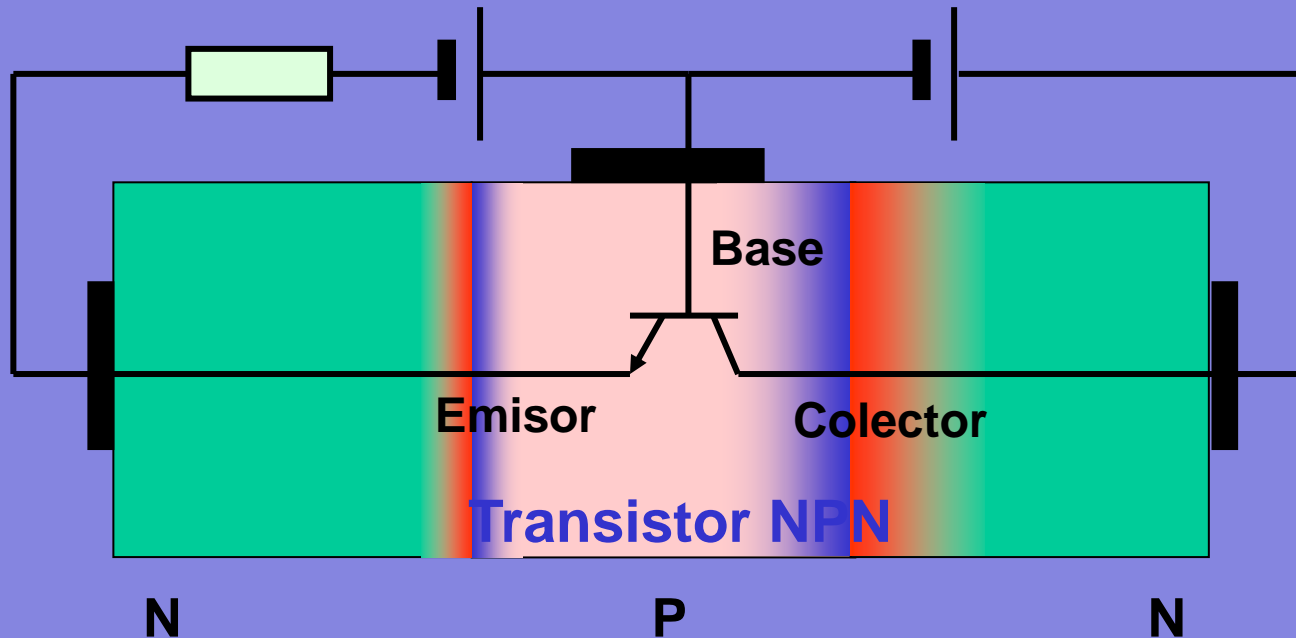 Base
Emisor
Colector
Transistor NPN
N
P
N